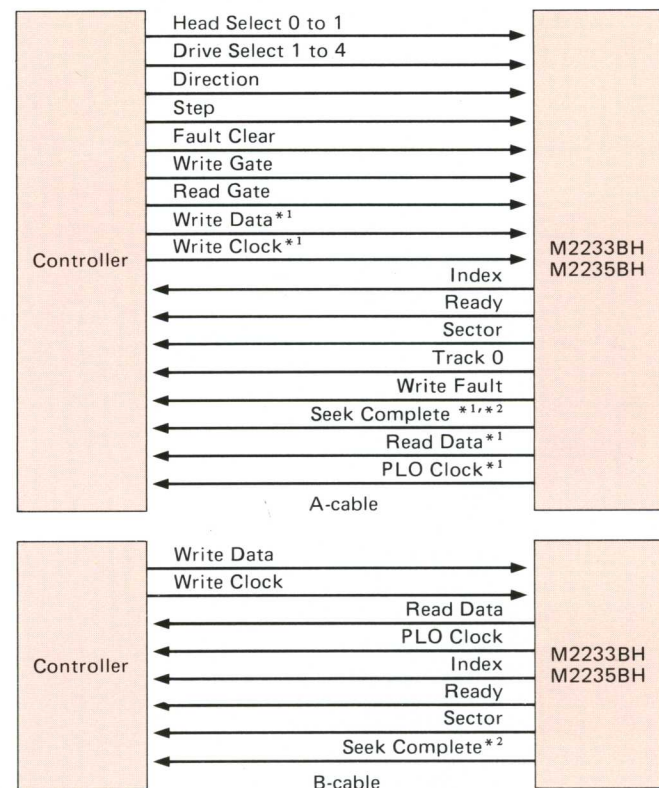 Head Select 0 to 1
Drive Select 1 to 4
Direction
Step
Fault Clear
Write Gate
Read Gate
Write Data*1
Write Clock*1
Controller
M2233BH
M2235BH
Index
Ready
Sector
Track 0
Write Fault
Seek Complete *1,*2
Read Data*1
PLO Clock*1
A-cable
Write Data
Write Clock
Read Data
PLO Clock
Controller
M2233BH
M2235BH
Index
Ready
Sector
Seek Complete*2
B-cable